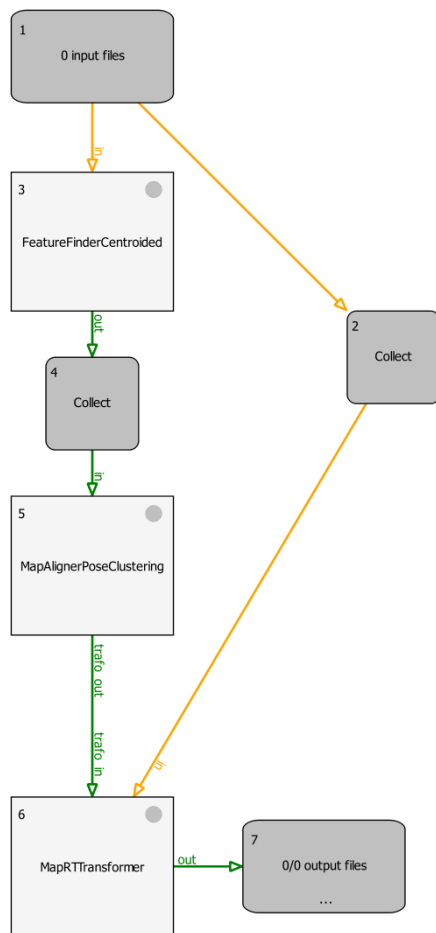 1
0 input files
in
3
FeatureFinderCentroided
out
2
Collect
4
Collect
in
5
MapAlignerPoseClustering
trafo_out
trafo_in
in
6
MapRTTransformer
out
7
0/0 output files
...